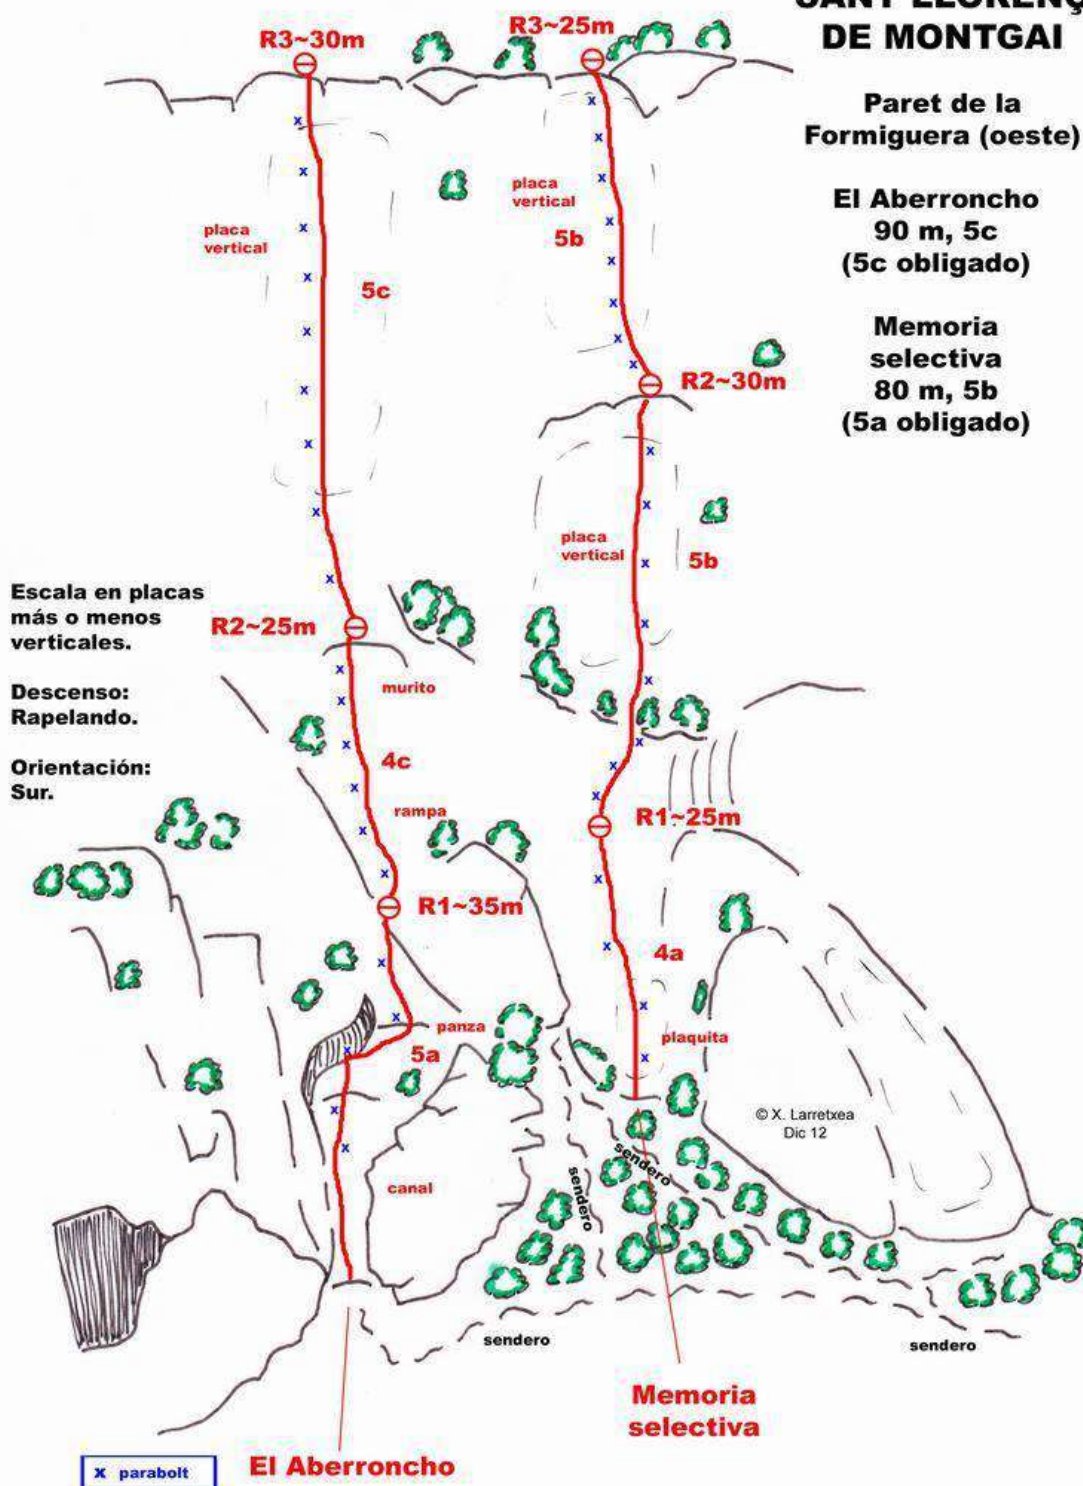 SANT LLORENÇ
DE MONTGAI
Paret de la
Formiguera (oeste)
El Aberroncho
90 m, 5c
(5c obligado)
Memoria
selectiva
80 m, 5b
(5a obligado)
R3~30m
R3~25m
placa
vertical
5b
placa
vertical
5c
R2~30m
placa
vertical
5b
Escala en placas
más o menos
verticales.
Descenso:
Rapelando.
Orientación:
Sur.
R2~25m
murito
4c
rampa
R1~25m
R1~35m
4a
panza
5a
plaquita
© X. Larretxea
Dic 12
sendero
sendero
canal
sendero
sendero
Memoria
selectiva
El Aberroncho
x parabolt